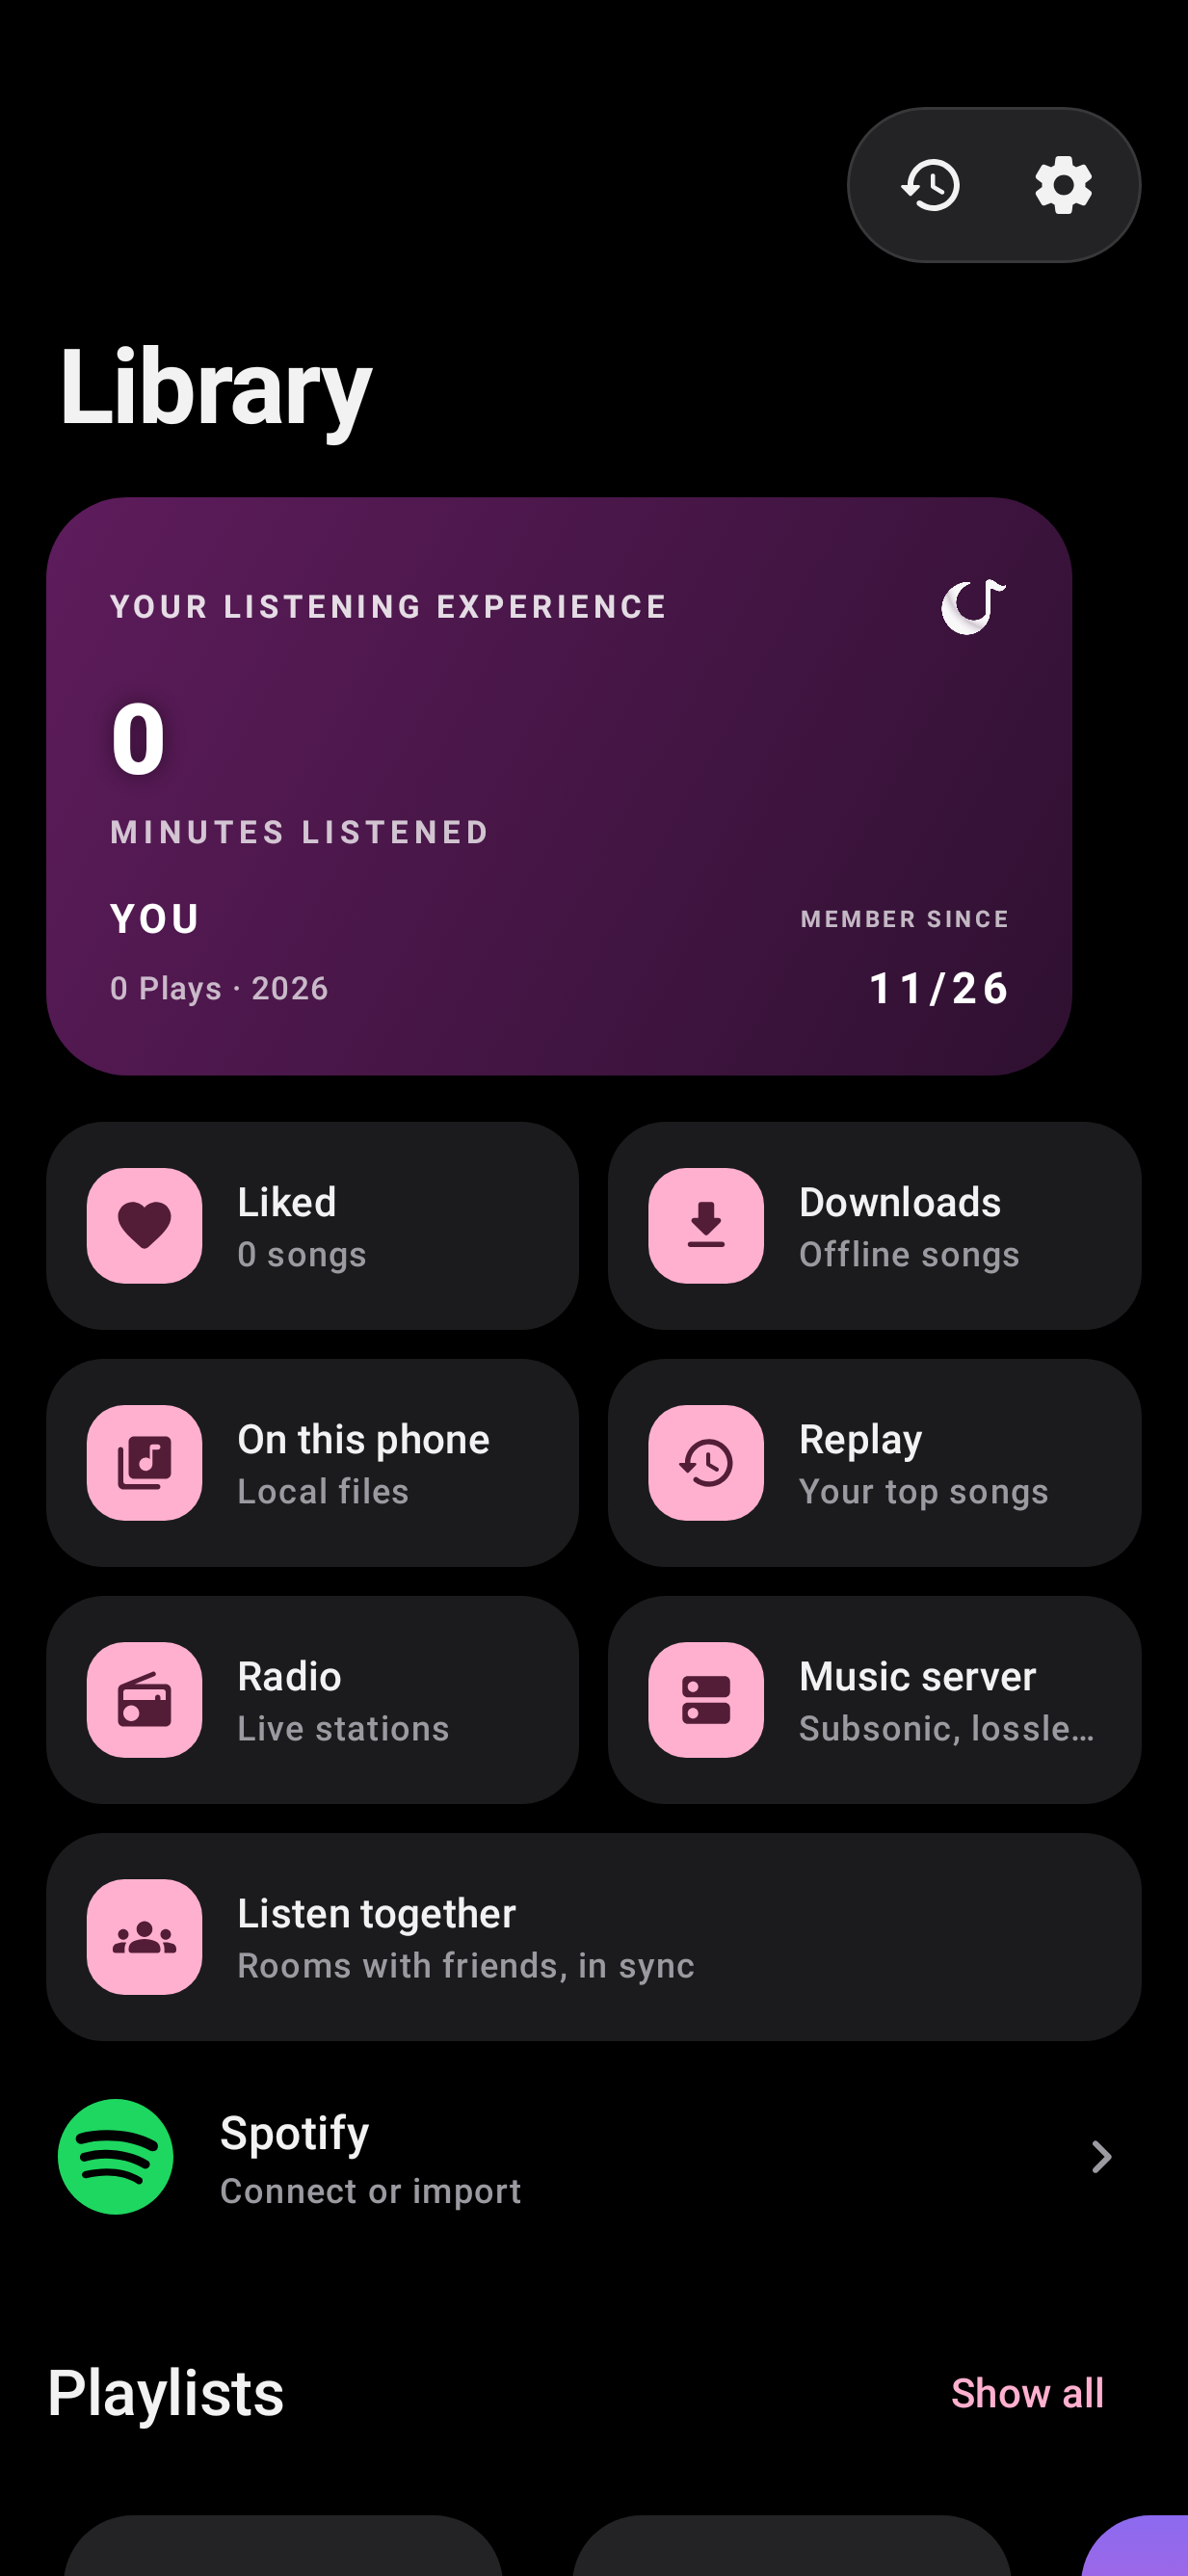 Library
YOUR LISTENING EXPERIENCE
0
MINUTES LISTENED
YOU
MEMBER SINCE
0 Plays · 2026
11/26
Liked
0 songs
Downloads
Offline songs
On this phone
Local files
Replay
Your top songs
Radio
Live stations
Music server
Subsonic, lossle...
Listen together
Rooms with friends, in sync
Spotify
Connect or import
Playlists
Show all